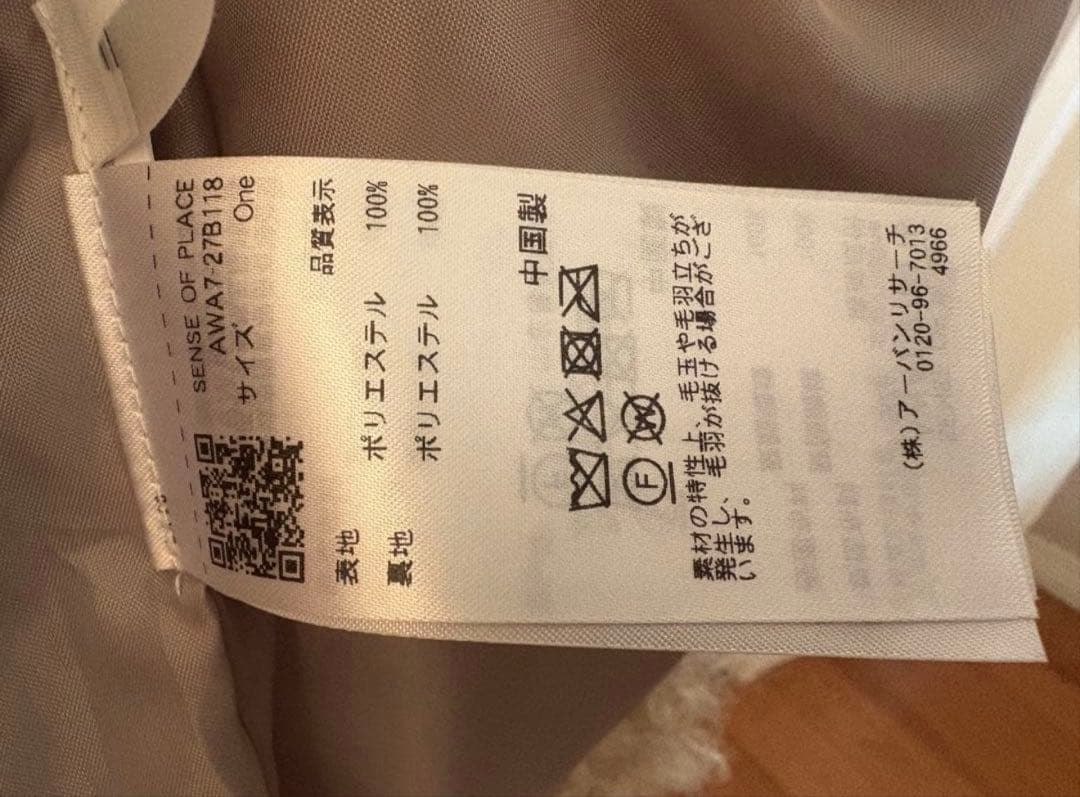 SENSE OF PLACE
AWA7-27B118
サイズ One
品質表示
表地 ポリエステル 100%
裏地 ポリエステル 100%
中国製
F
W
素材の特性上、毛玉や毛羽立ちが
発生し、毛羽が抜ける場合がござ
います。
(株)アーバンリサーチ
0120-96-7013
4966